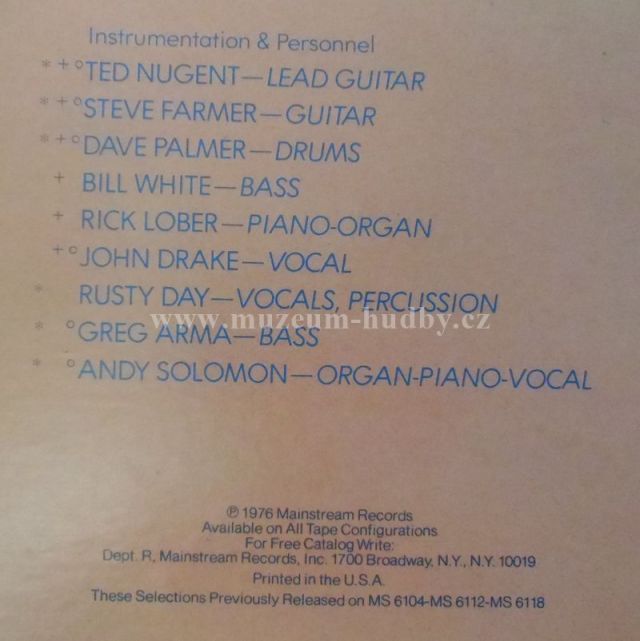 Instrumentation & Personnel
*+°TED NUGENT—LEAD GUITAR
*+°STEVE FARMER—GUITAR
*+°DAVE PALMER—DRUMS
+ BILL WHITE—BASS
+ RICK LOBER—PIANO-ORGAN
+°JOHN DRAKE—VOCAL
* RUSTY DAY—VOCALS, PERCUSSION
www.muzeum-hudby.cz
* °GREG ARMA—BASS
* °ANDY SOLOMON—ORGAN-PIANO-VOCAL
℗ 1976 Mainstream Records
Available on All Tape Configurations
For Free Catalog Write:
Dept. R, Mainstream Records, Inc. 1700 Broadway, N.Y., N.Y. 10019
Printed in the U.S.A.
These Selections Previously Released on MS 6104-MS 6112-MS 6118